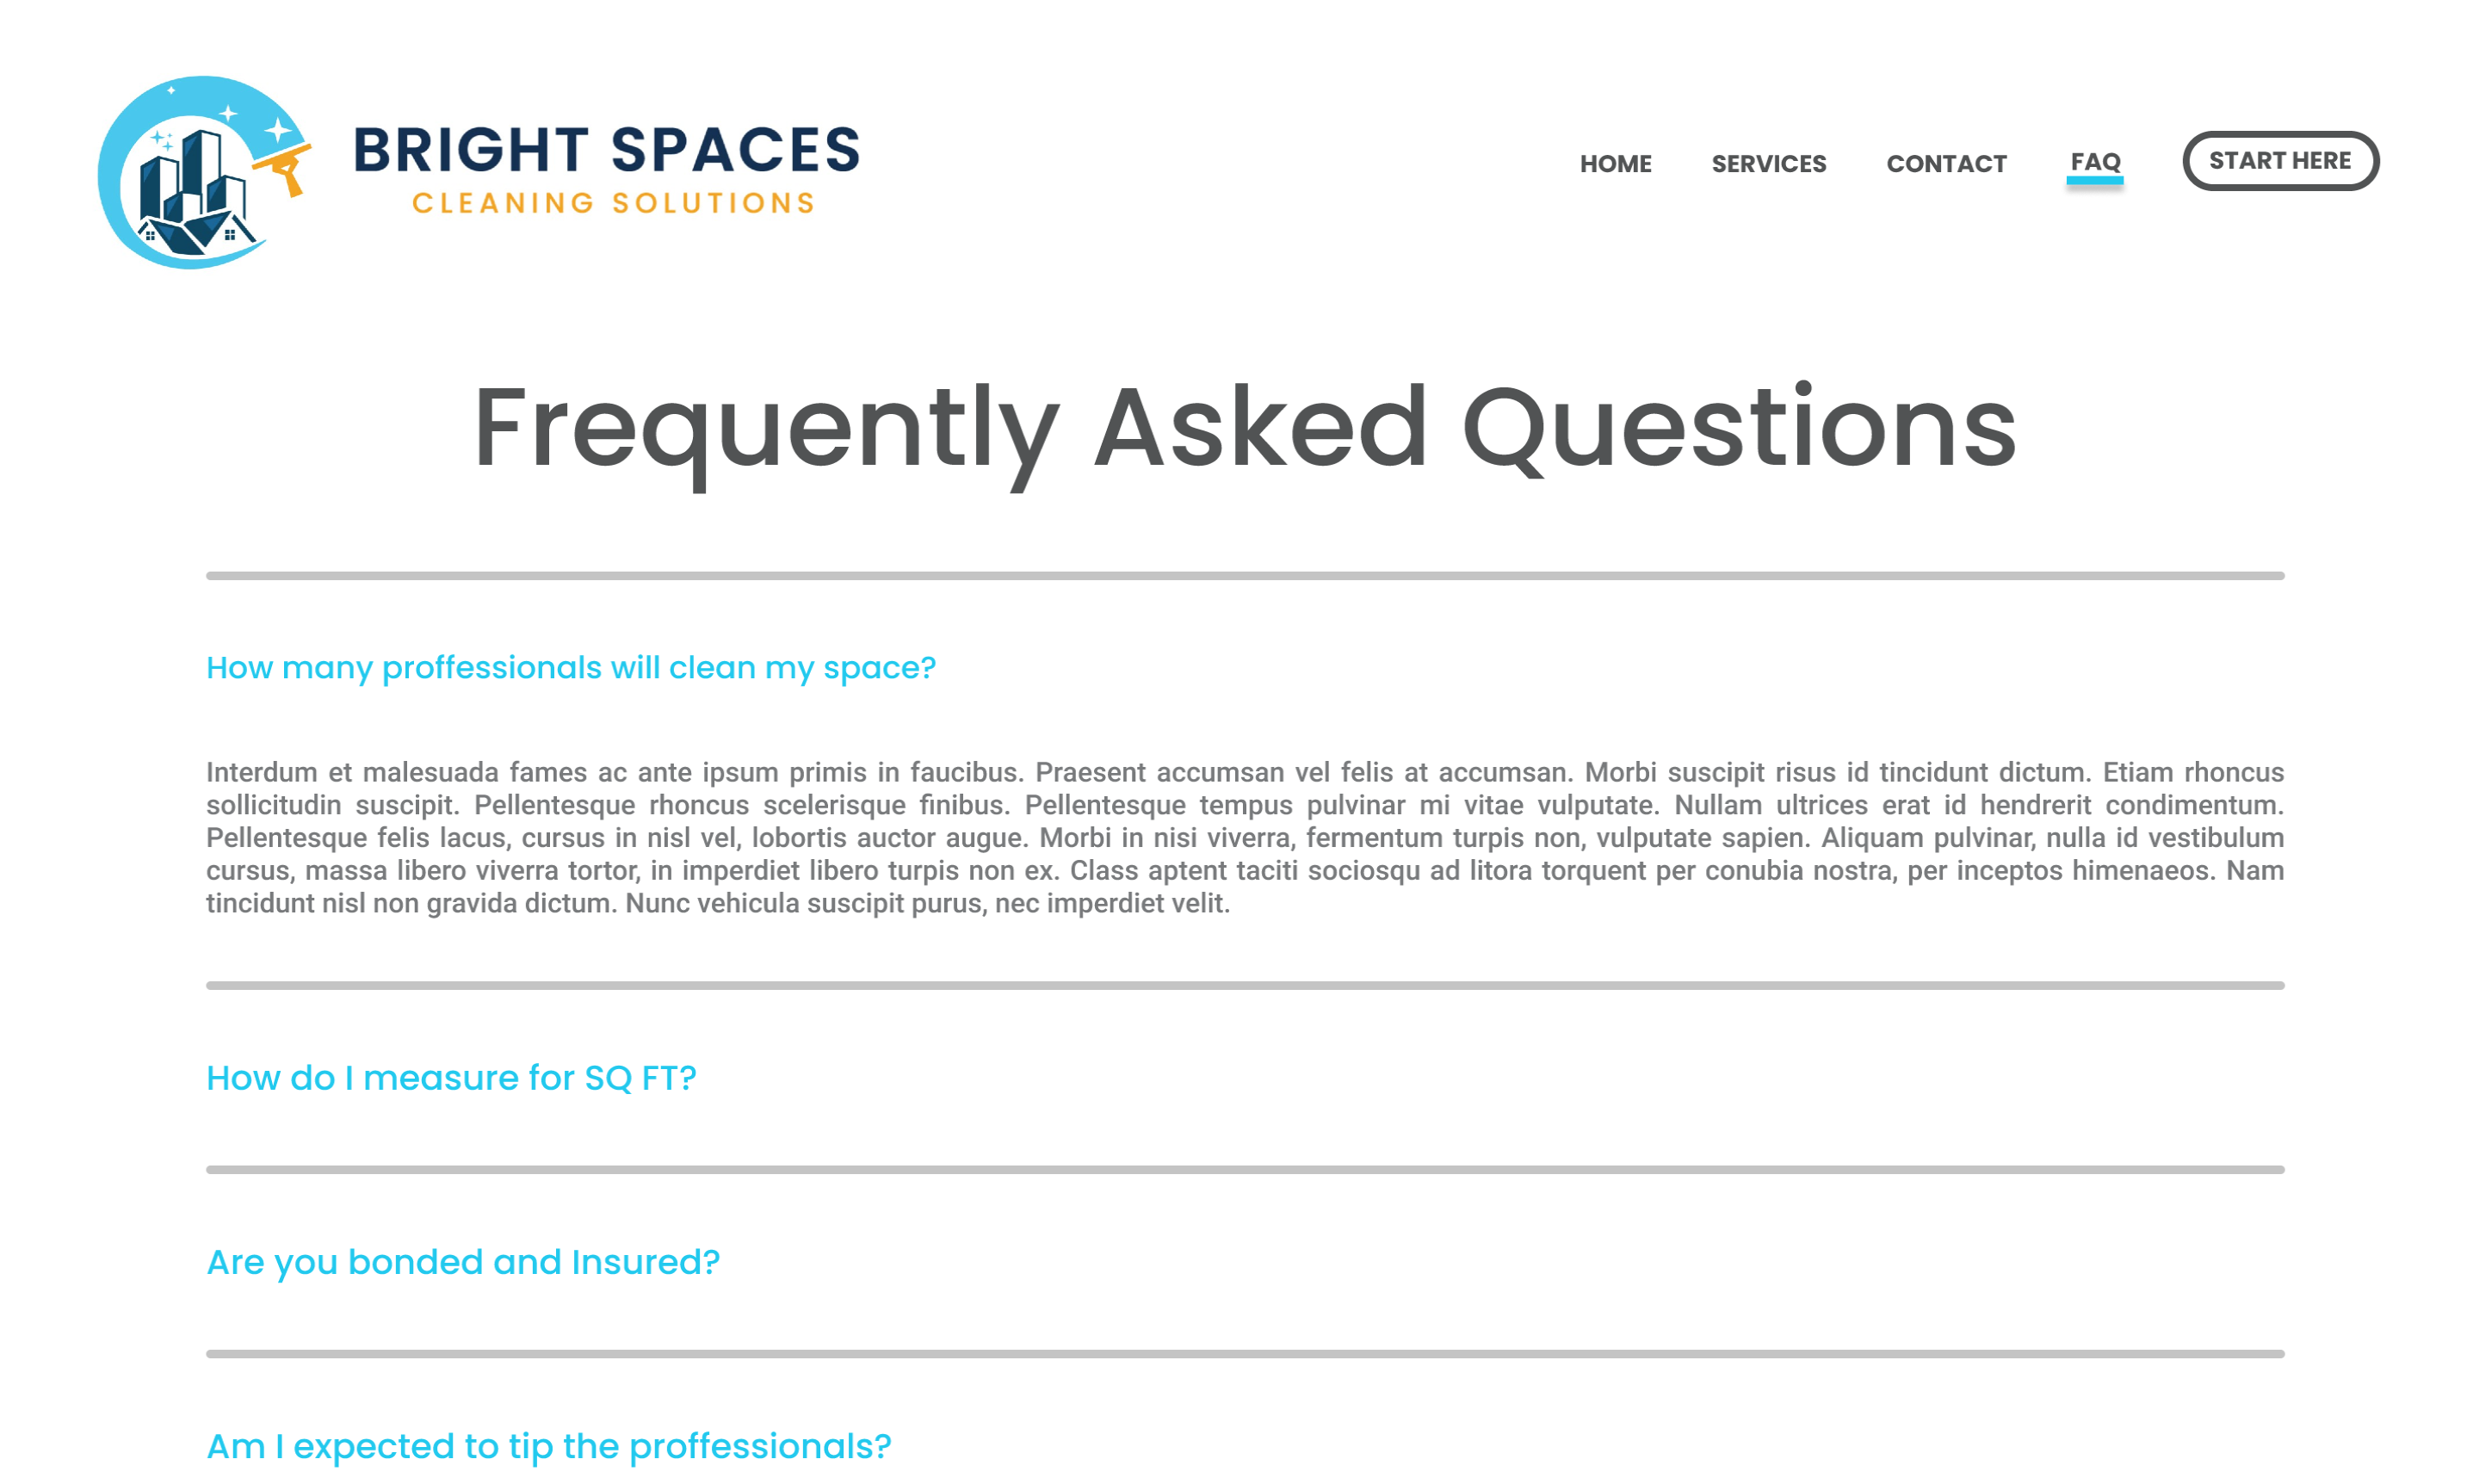 BRIGHT SPACES
CLEANING SOLUTIONS
HOME SERVICES CONTACT FAQ START HERE
Frequently Asked Questions
How many proffessionals will clean my space?
Interdum et malesuada fames ac ante ipsum primis in faucibus. Praesent accumsan vel felis at accumsan. Morbi suscipit risus id tincidunt dictum. Etiam rhoncus
sollicitudin suscipit. Pellentesque rhoncus scelerisque finibus. Pellentesque tempus pulvinar mi vitae vulputate. Nullam ultrices erat id hendrerit condimentum.
Pellentesque felis lacus, cursus in nisl vel, lobortis auctor augue. Morbi in nisi viverra, fermentum turpis non, vulputate sapien. Aliquam pulvinar, nulla id vestibulum
cursus, massa libero viverra tortor, in imperdiet libero turpis non ex. Class aptent taciti sociosqu ad litora torquent per conubia nostra, per inceptos himenaeos. Nam
tincidunt nisl non gravida dictum. Nunc vehicula suscipit purus, nec imperdiet velit.
How do I measure for SQ FT?
Are you bonded and Insured?
Am I expected to tip the proffessionals?